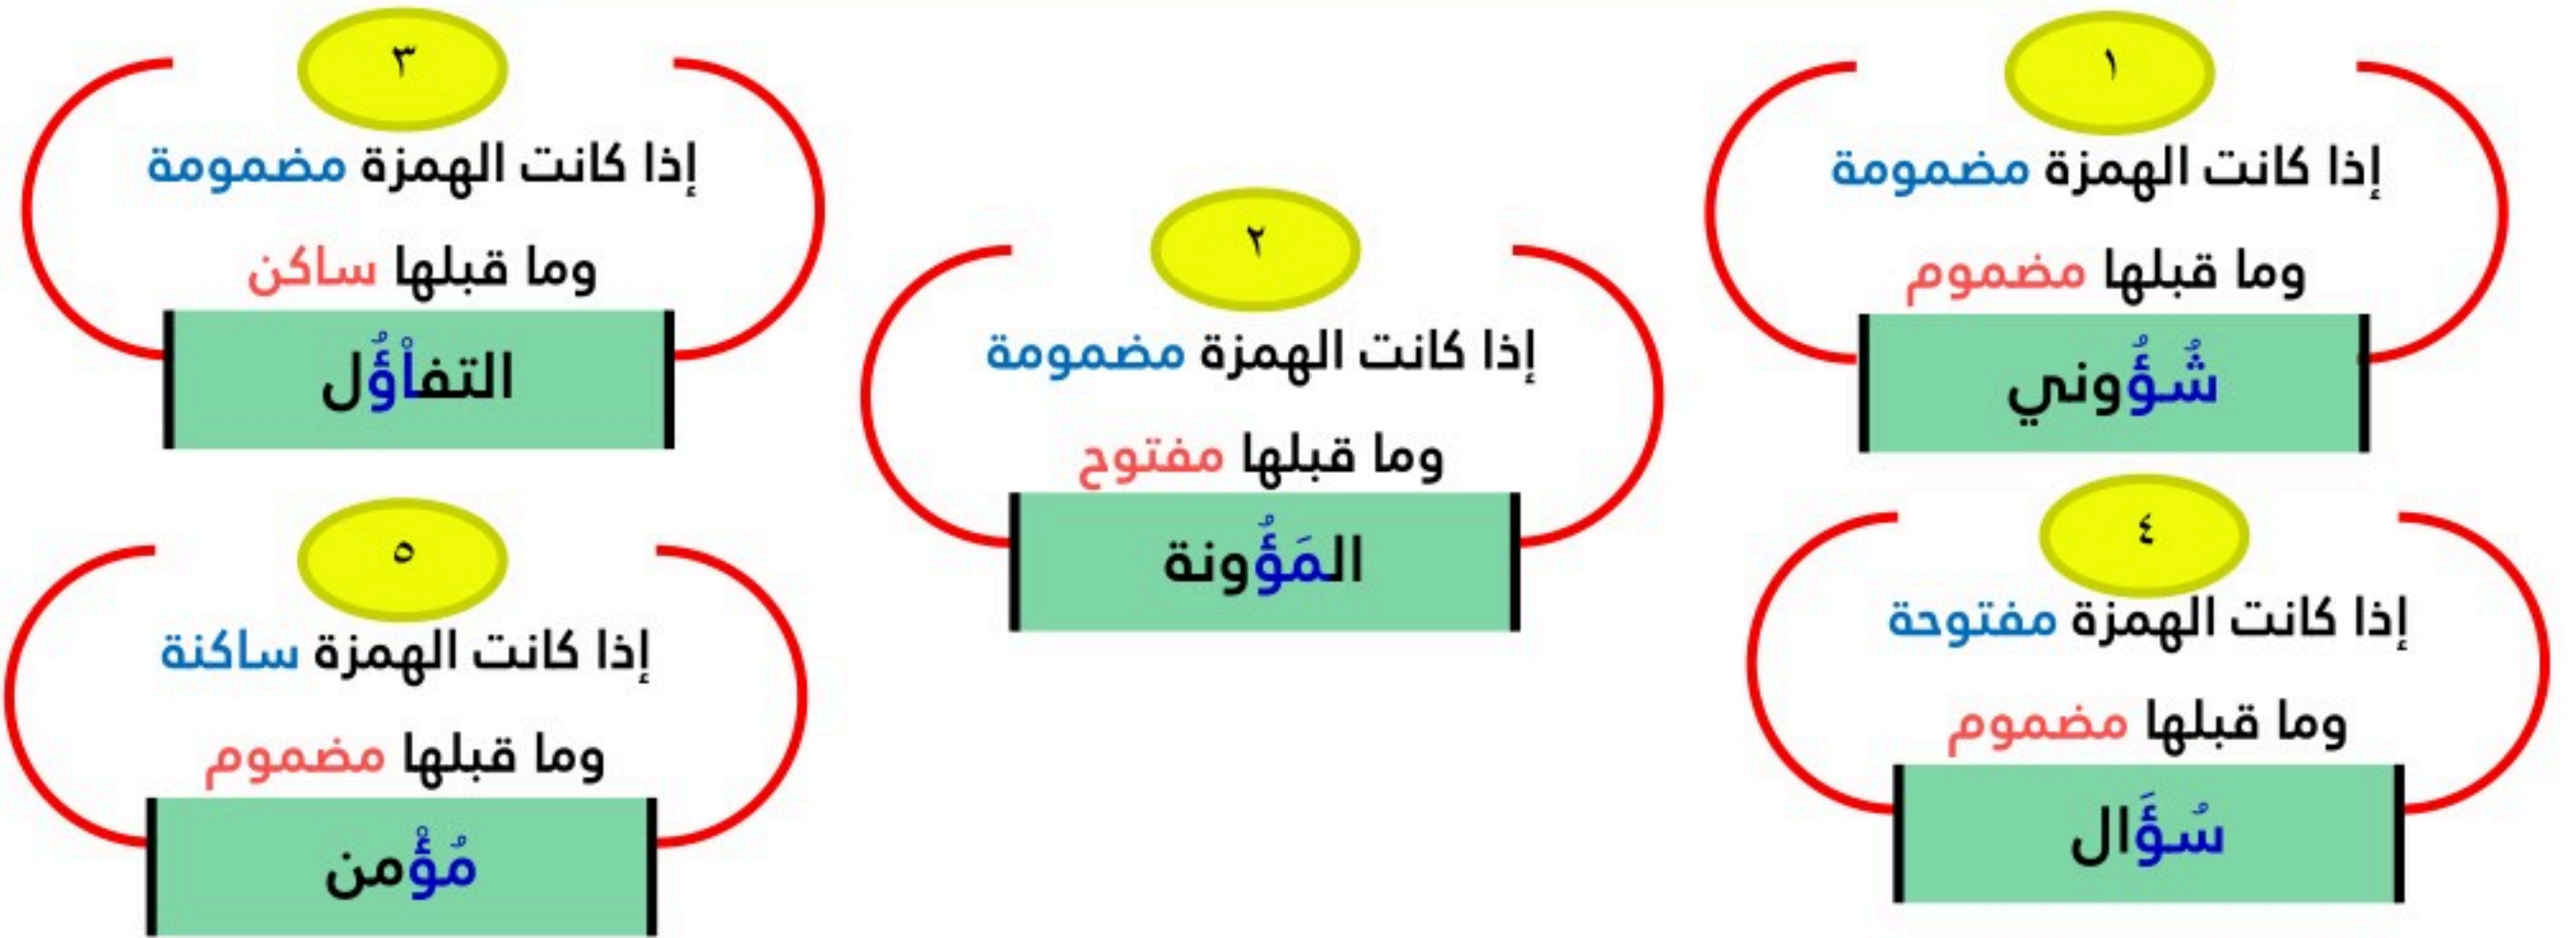 ١
إذا كانت الهمزة مضمومة
وما قبلها مضموم
شُؤُوني
٢
إذا كانت الهمزة مضمومة
وما قبلها مفتوح
المَؤُونة
٣
إذا كانت الهمزة مضمومة
وما قبلها ساكن
التفاْؤُل
٤
إذا كانت الهمزة مفتوحة
وما قبلها مضموم
سُؤَال
٥
إذا كانت الهمزة ساكنة
وما قبلها مضموم
مُؤْمن